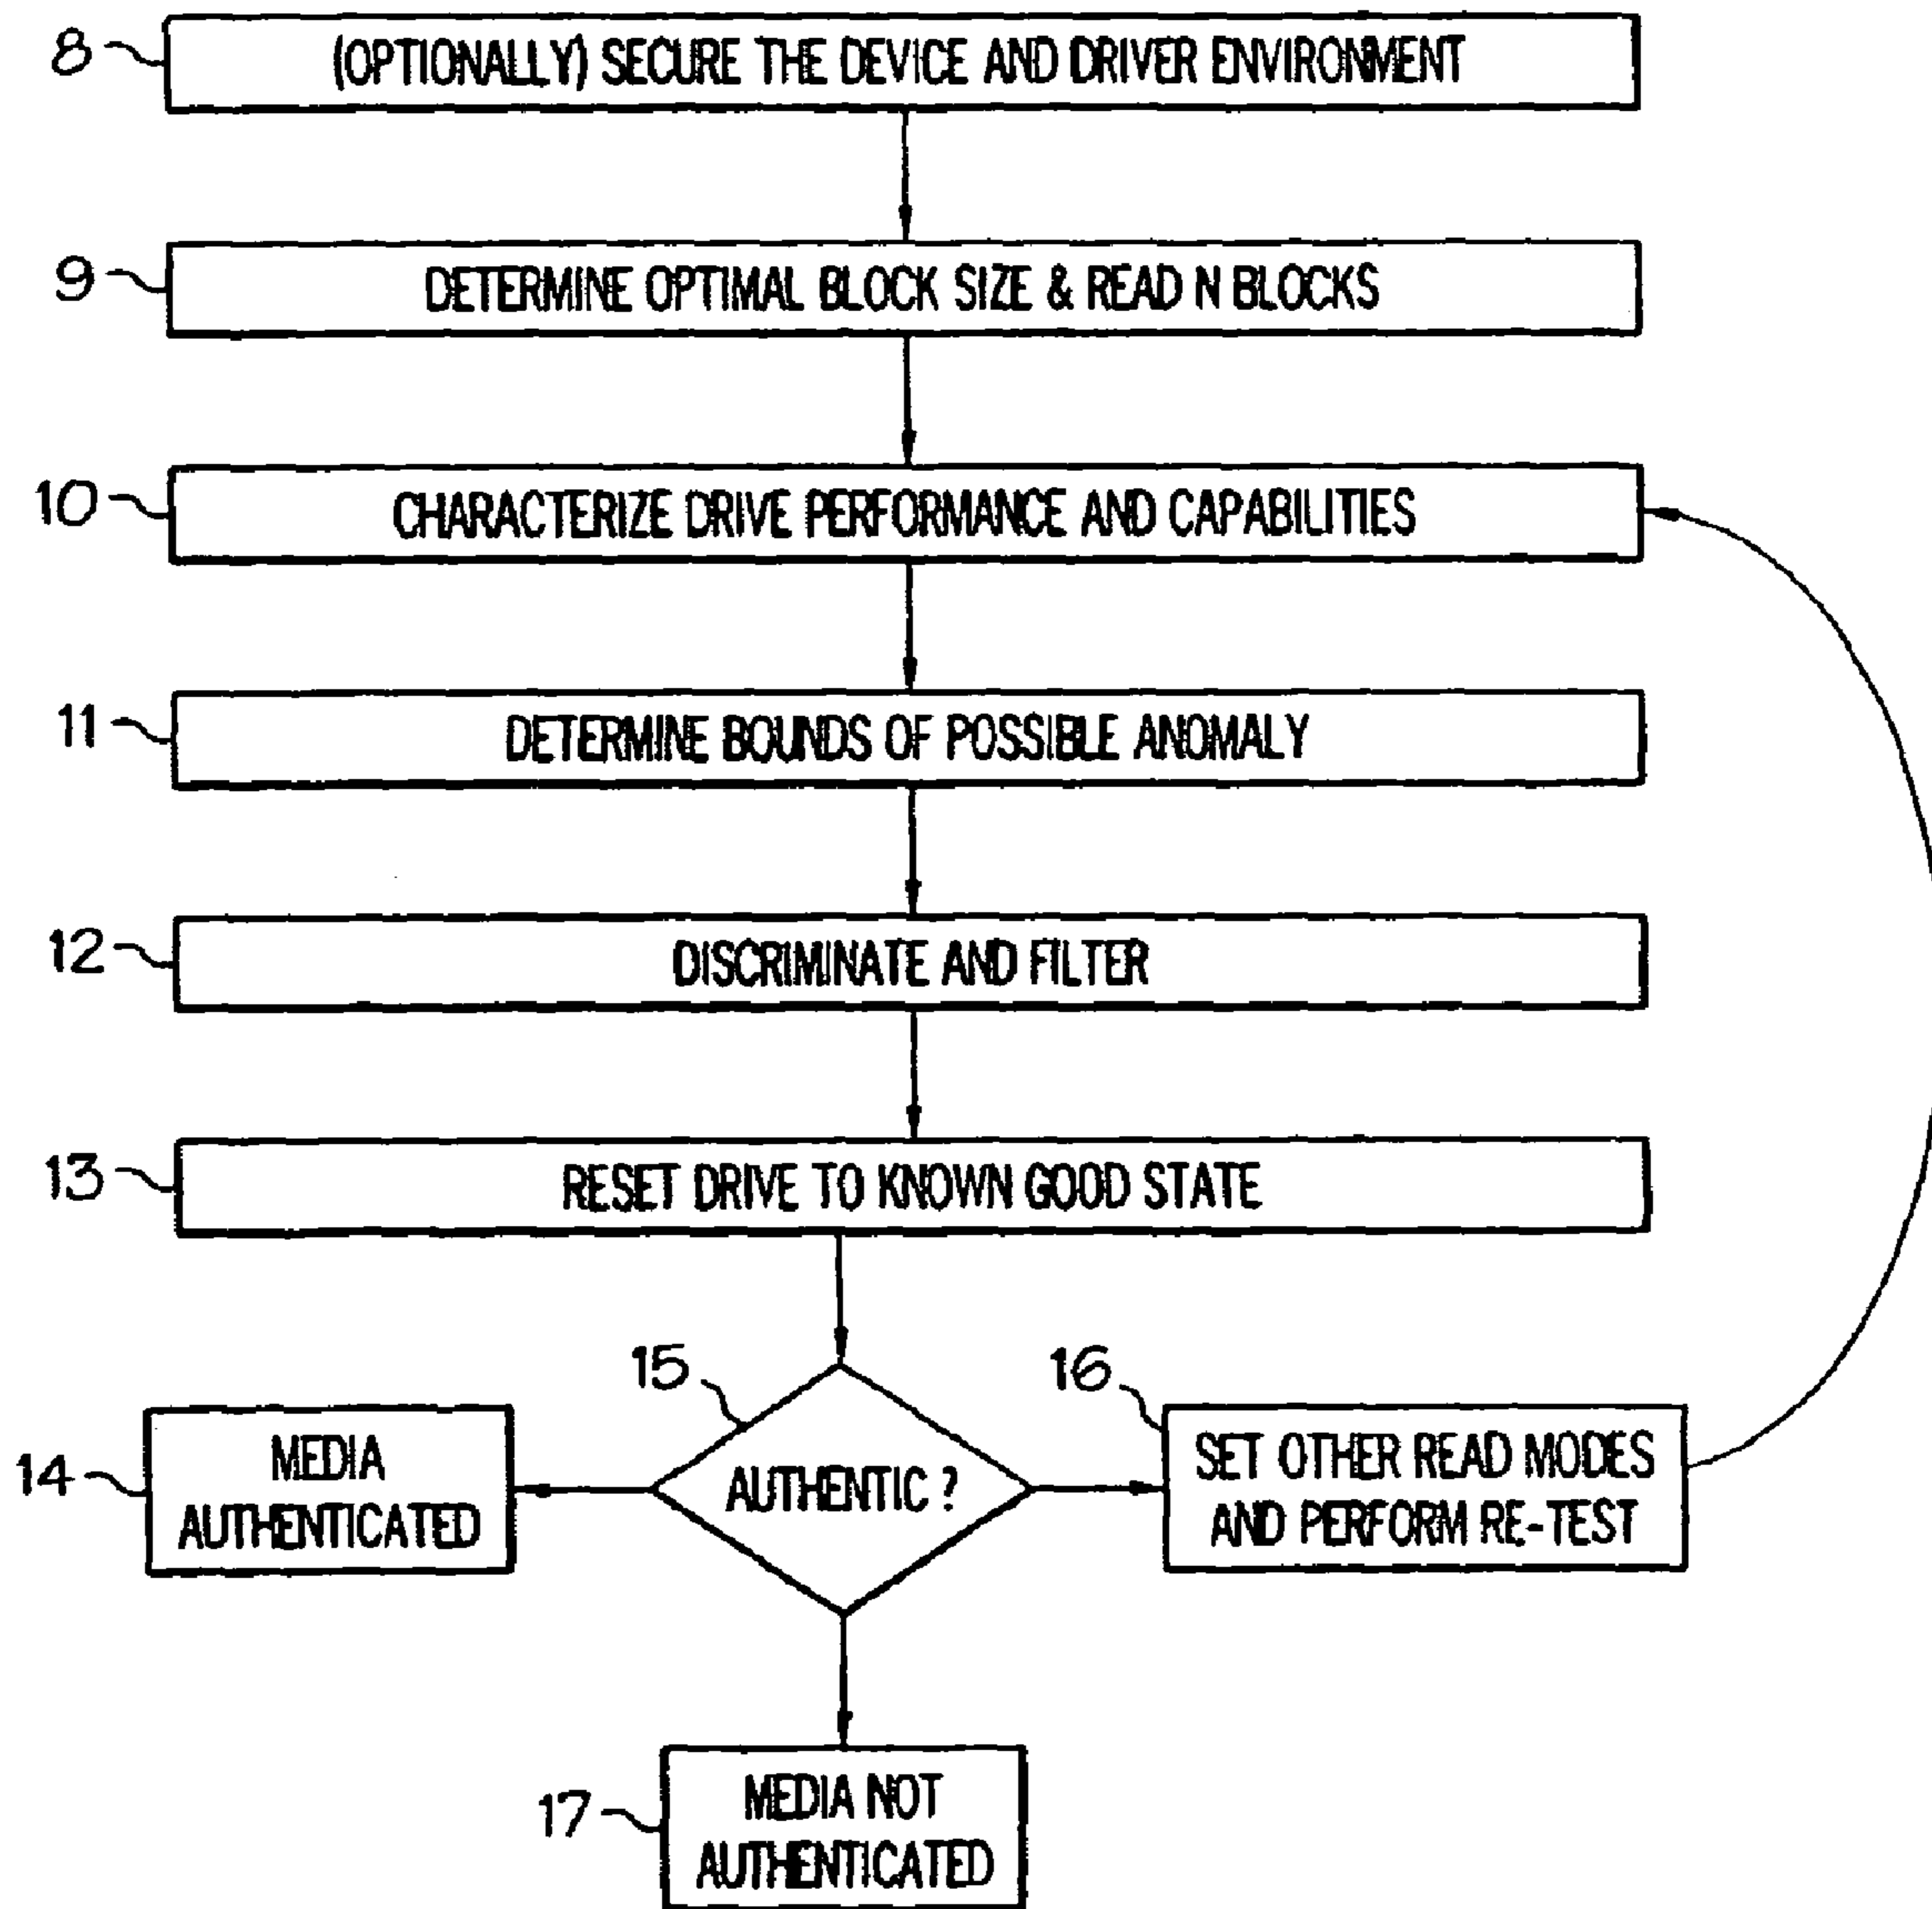 8 (OPTIONALLY) SECURE THE DEVICE AND DRIVER ENVIRONMENT
9 DETERMINE OPTIMAL BLOCK SIZE & READ N BLOCKS
10 CHARACTERIZE DRIVE PERFORMANCE AND CAPABILITIES
11 DETERMINE BOUNDS OF POSSIBLE ANOMALY
12 DISCRIMINATE AND FILTER
13 RESET DRIVE TO KNOWN GOOD STATE
14 MEDIA
AUTHENTICATED
15 AUTHENTIC ?
16 SET OTHER READ MODES
AND PERFORM RE-TEST
17 MEDIA NOT
AUTHENTICATED